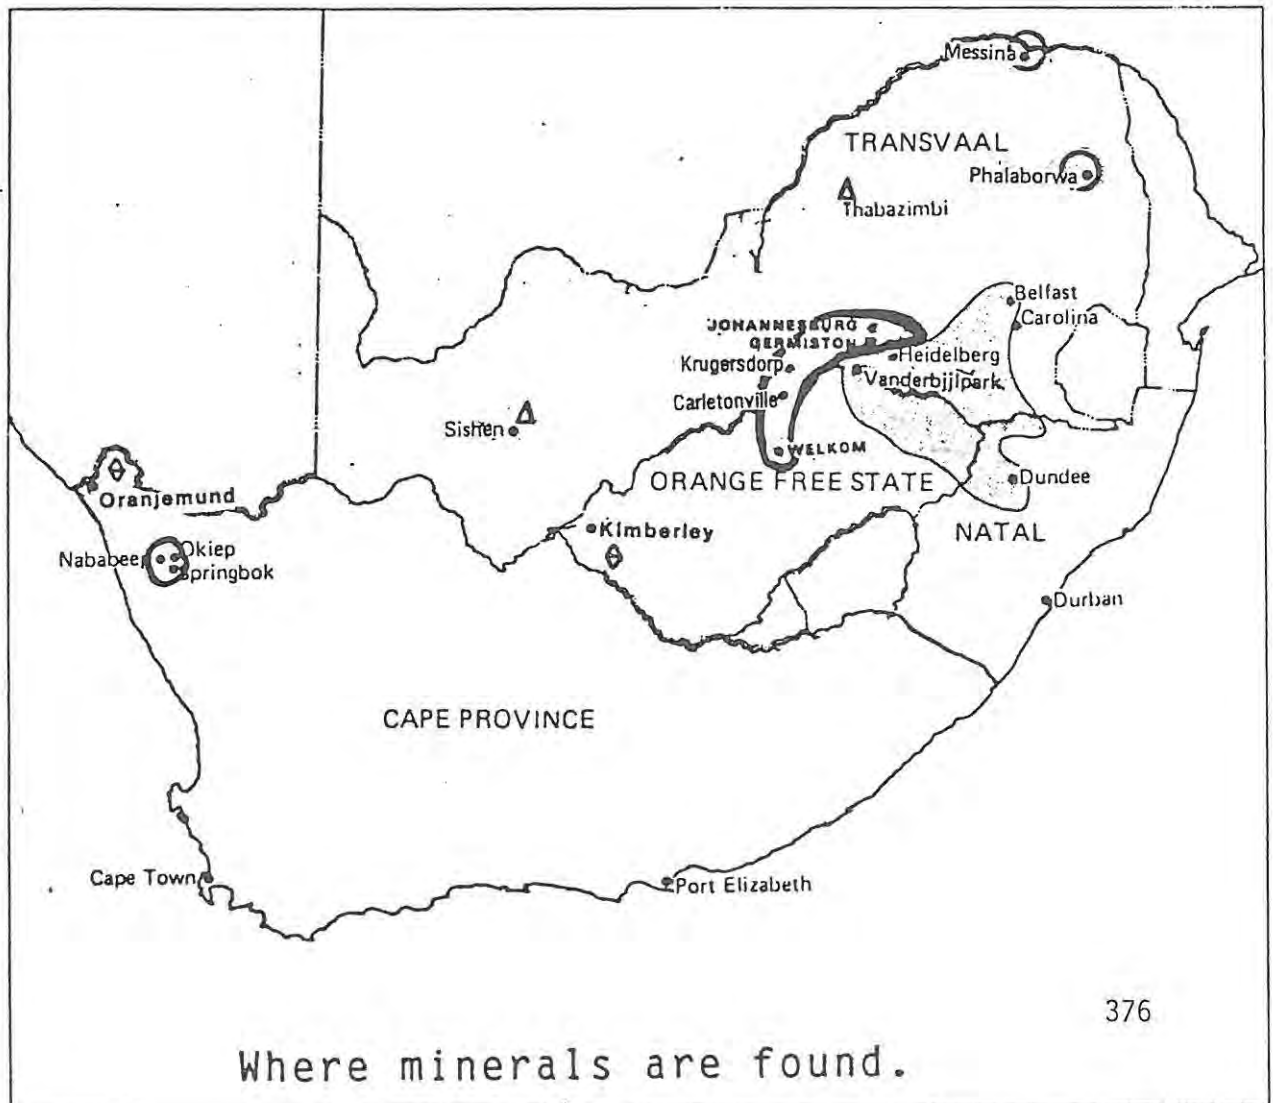 Messina
TRANSVAAL
Phalaborwa
Thabazimbi
Belfast
Carolina
JOHANNESBURG
GERMISTON
Heidelberg
Krugersdorp
Vanderbijlpark
Carletonville
Sishen
WELKOM
ORANGE FREE STATE
Dundee
Oranjemund
Kimberley
NATAL
Okiep
Nababeep
Springbok
Durban
CAPE PROVINCE
Cape Town
Port Elizabeth
376
Where minerals are found.